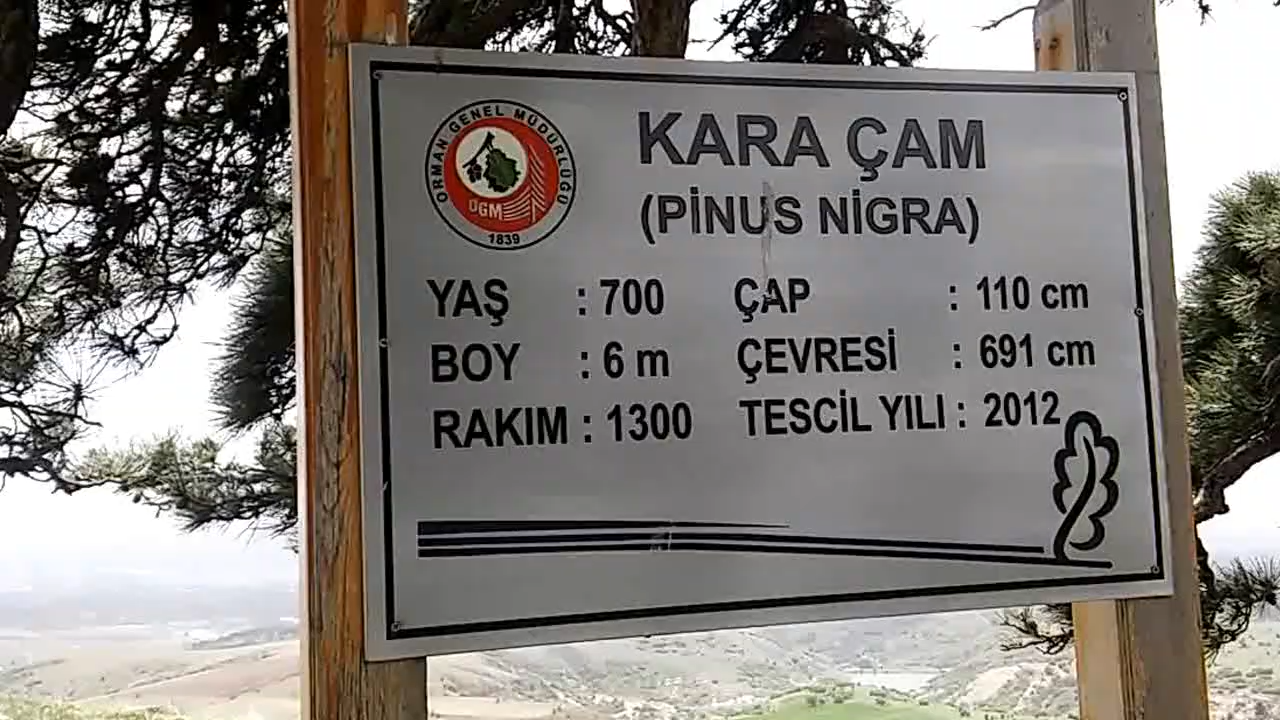 ORMAN GENEL MÜDÜRLÜĞÜ
OGM
1839
KARA ÇAM
(PİNUS NİGRA)
YAŞ : 700 ÇAP : 110 cm
BOY : 6 m ÇEVRESİ : 691 cm
RAKIM : 1300 TESCİL YILI : 2012